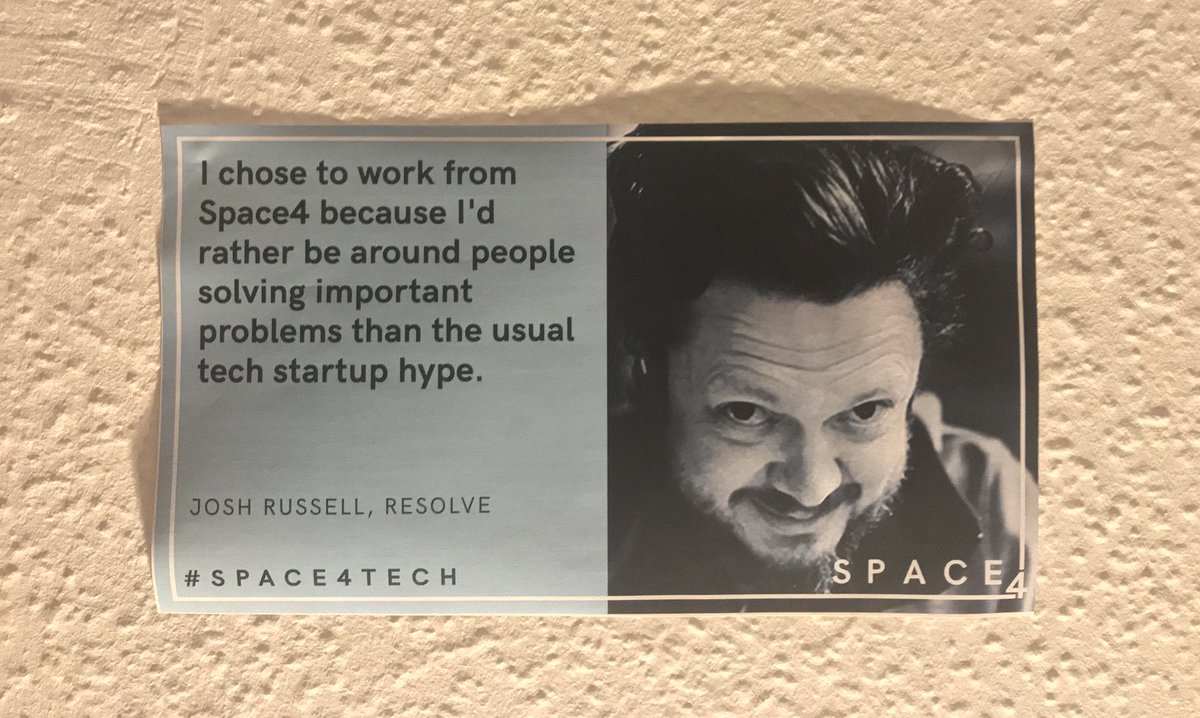 I chose to work from
Space4 because I'd
rather be around people
solving important
problems than the usual
tech startup hype.
JOSH RUSSELL, RESOLVE
#SPACE4TECH
SPACE4